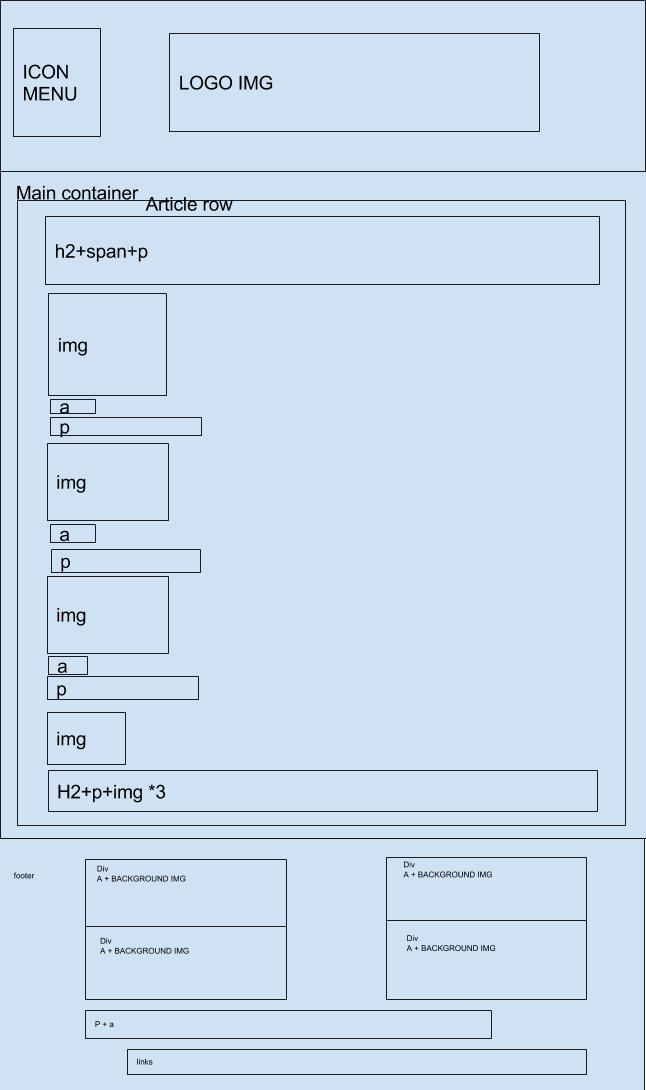 ICON
MENU
LOGO IMG
Main container
Article row
h2+span+p
img
a
p
img
a
p
img
a
p
img
H2+p+img *3
footer
Div
A + BACKGROUND IMG
Div
A + BACKGROUND IMG
Div
A + BACKGROUND IMG
Div
A + BACKGROUND IMG
P + a
links